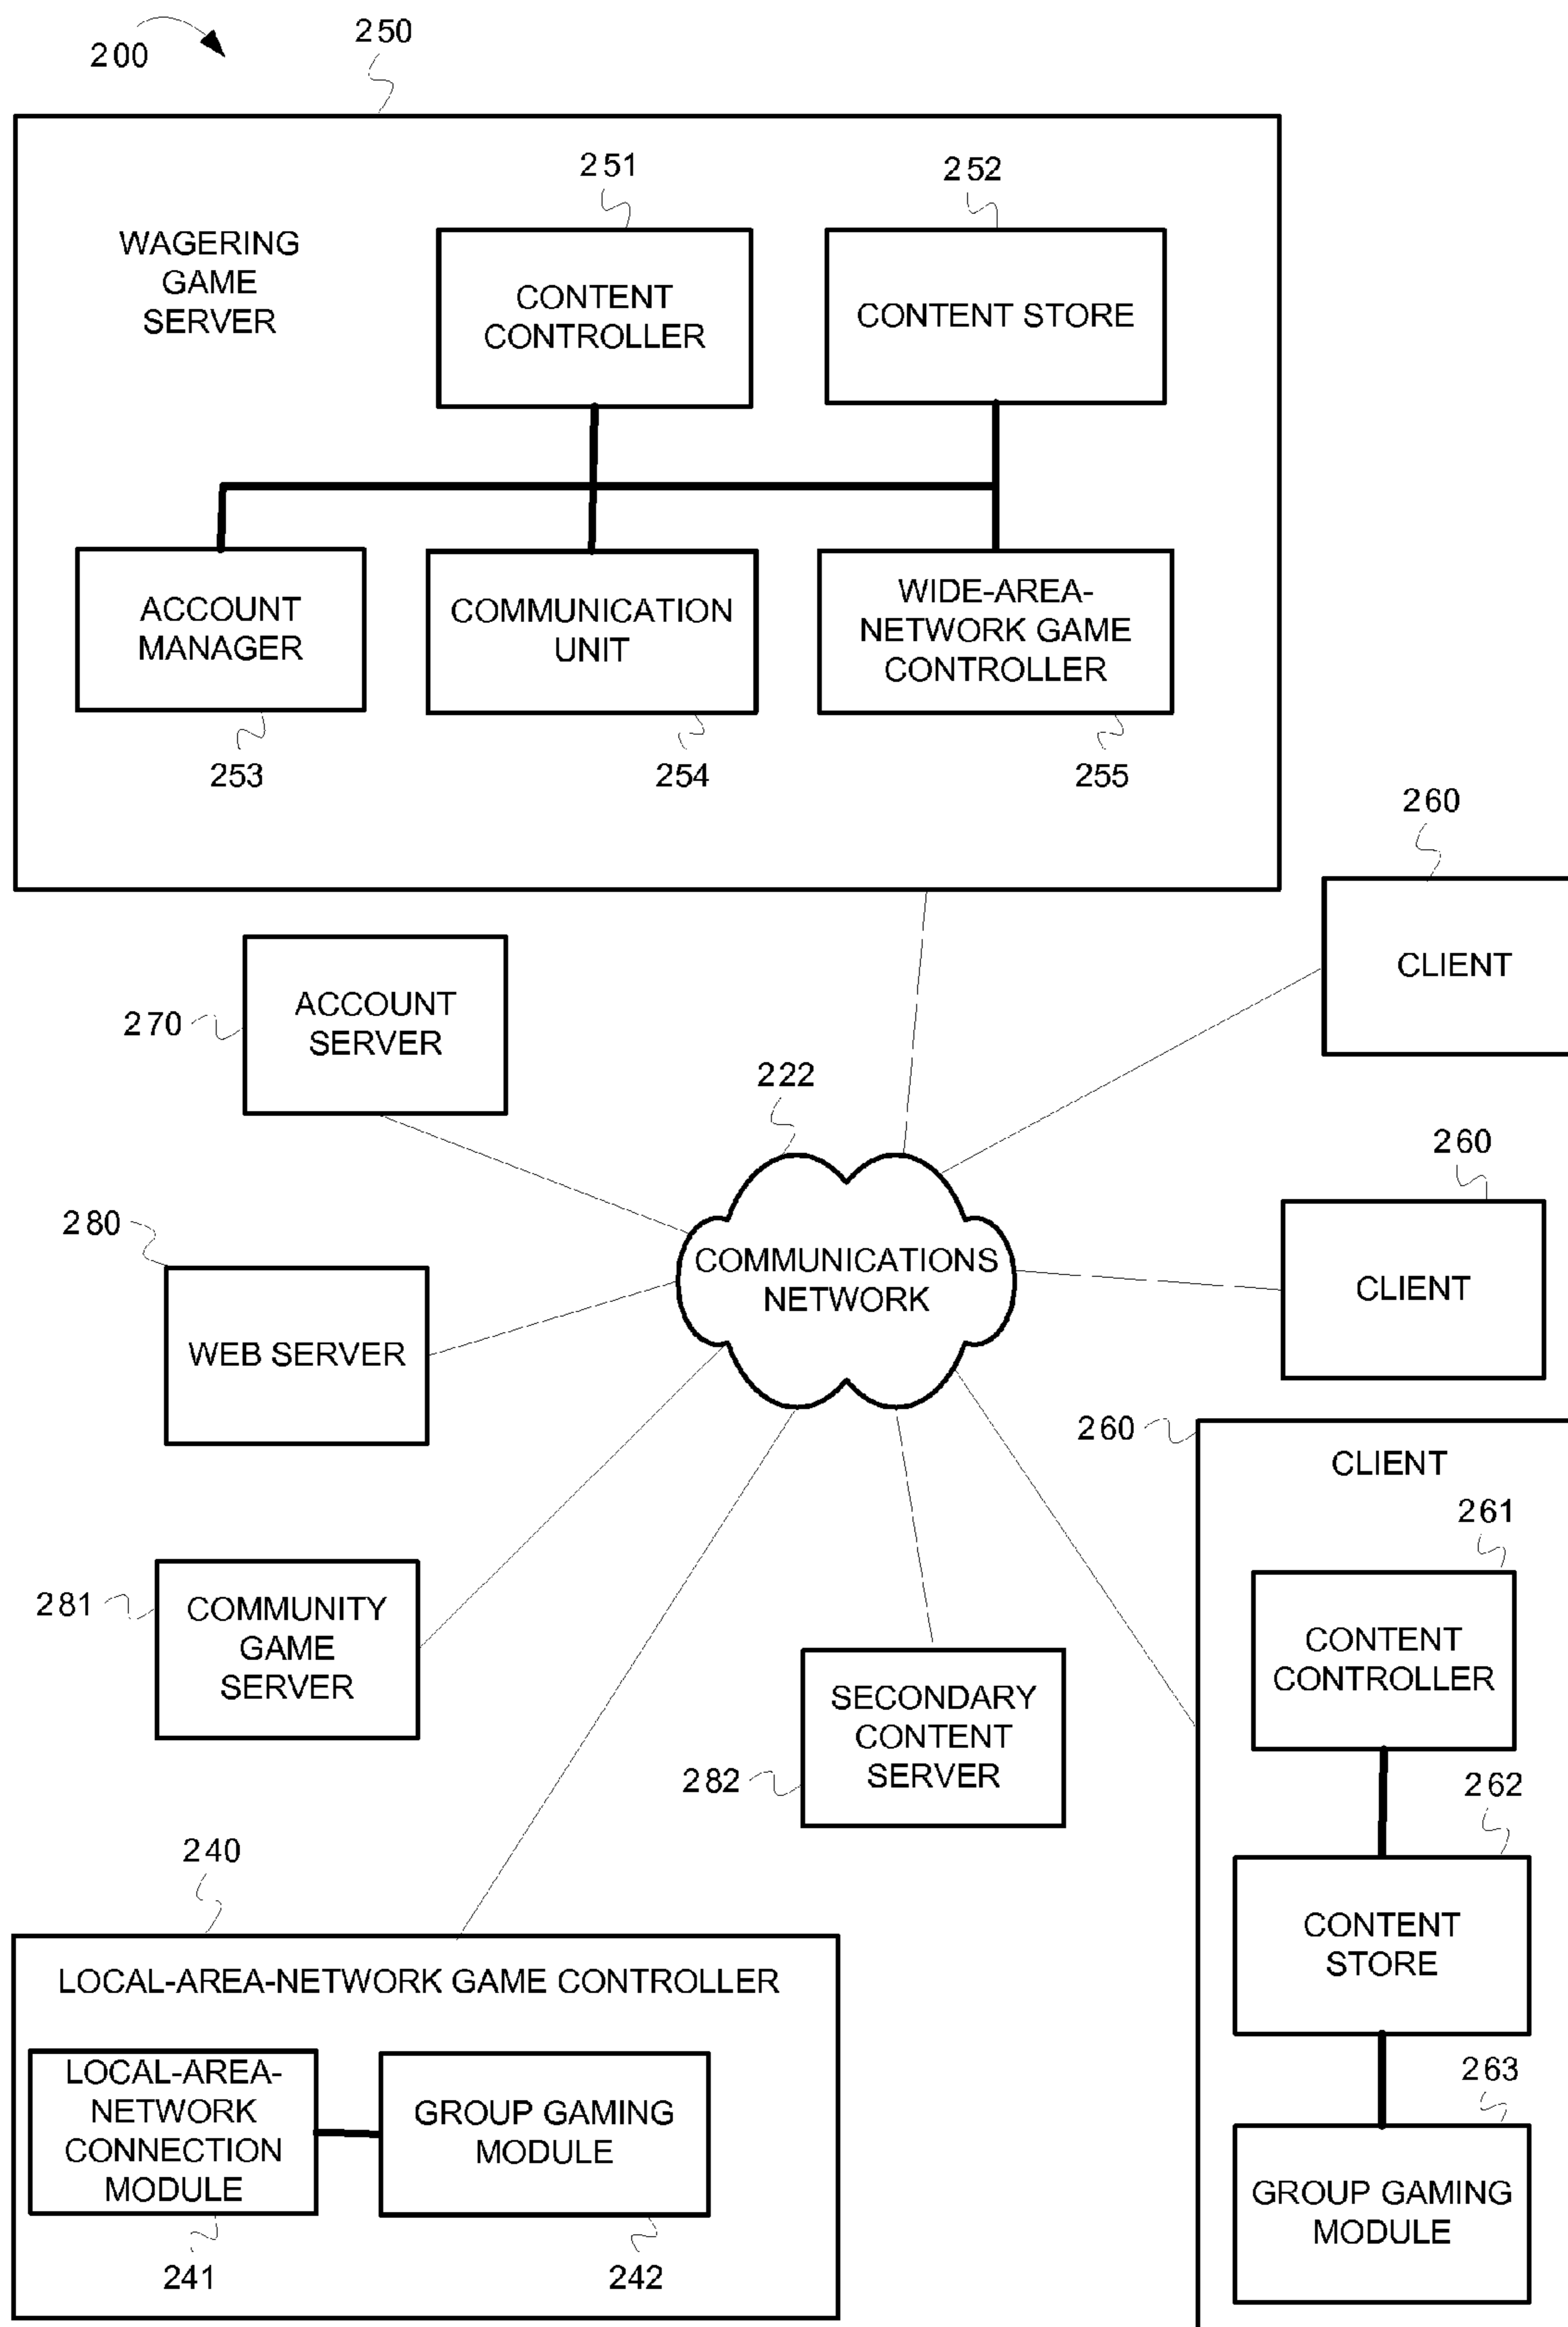 200
250
251
252
WAGERING
GAME
SERVER
CONTENT
CONTROLLER
CONTENT STORE
ACCOUNT
MANAGER
COMMUNICATION
UNIT
WIDE-AREA-
NETWORK GAME
CONTROLLER
253
254
255
260
CLIENT
270
ACCOUNT
SERVER
222
260
CLIENT
COMMUNICATIONS
NETWORK
280
WEB SERVER
260
CLIENT
261
CONTENT
CONTROLLER
262
CONTENT
STORE
263
GROUP GAMING
MODULE
281
COMMUNITY
GAME
SERVER
282
SECONDARY
CONTENT
SERVER
240
LOCAL-AREA-NETWORK GAME CONTROLLER
LOCAL-AREA-
NETWORK
CONNECTION
MODULE
GROUP GAMING
MODULE
241
242